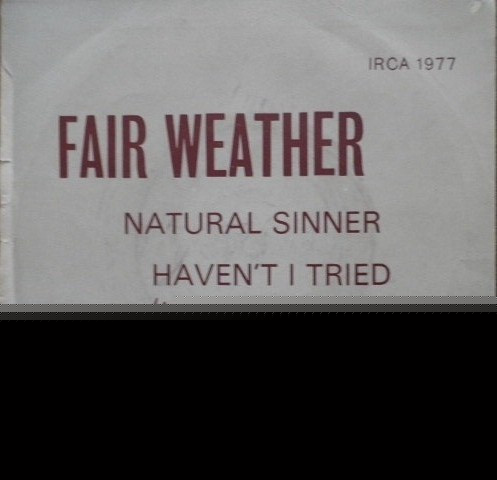 IRCA 1977
FAIR WEATHER
NATURAL SINNER
HAVEN'T I TRIED